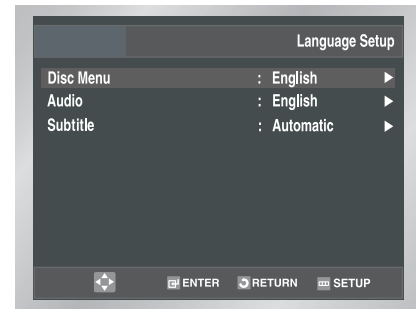 Language Setup
Disc Menu : English ▶
Audio : English ▶
Subtitle : Automatic ▶
ENTER RETURN SETUP